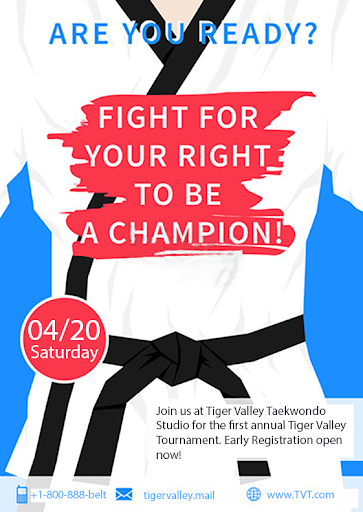 ARE YOU READY?
FIGHT FOR
YOUR RIGHT
TO BE
A CHAMPION!
04/20
Saturday
Join us at Tiger Valley Taekwondo
Studio for the first annual Tiger Valley
Tournament. Early Registration open
now!
+1-800-888-belt tigervalley.mail www.TVT.com